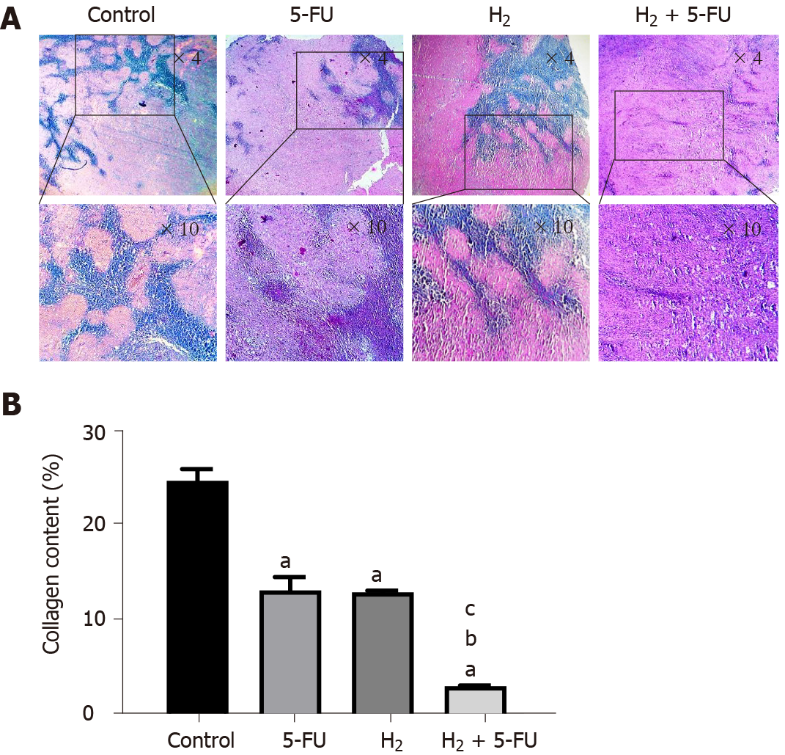 A
Control 5-FU H₂ H₂ + 5-FU
× 4 × 4 × 4 × 4
× 10 × 10 × 10 × 10
B
Collagen content (%)
30
20
10
0
a
a
c
b
a
Control 5-FU H₂ H₂ + 5-FU